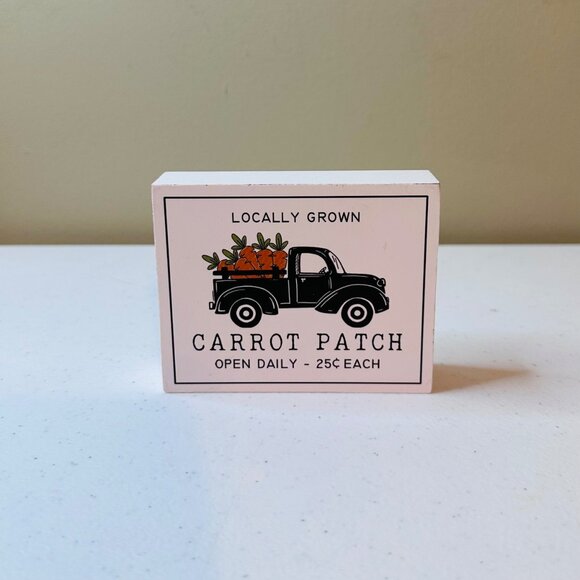 LOCALLY GROWN
CARROT PATCH
OPEN DAILY - 25¢ EACH